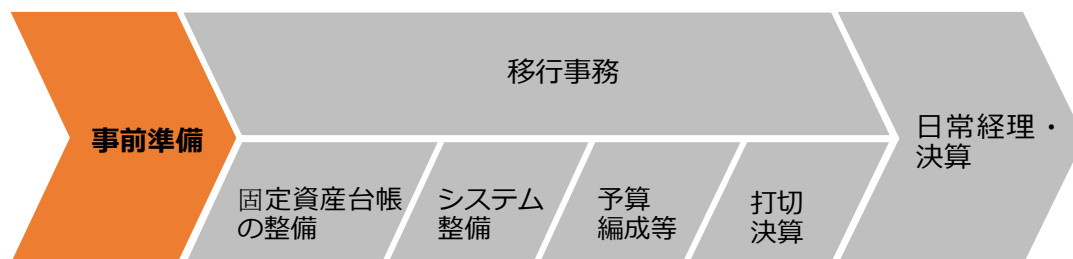 事前準備
移行事務
固定資産台帳
の整備
システム
整備
予算
編成等
打切
決算
日常経理・
決算